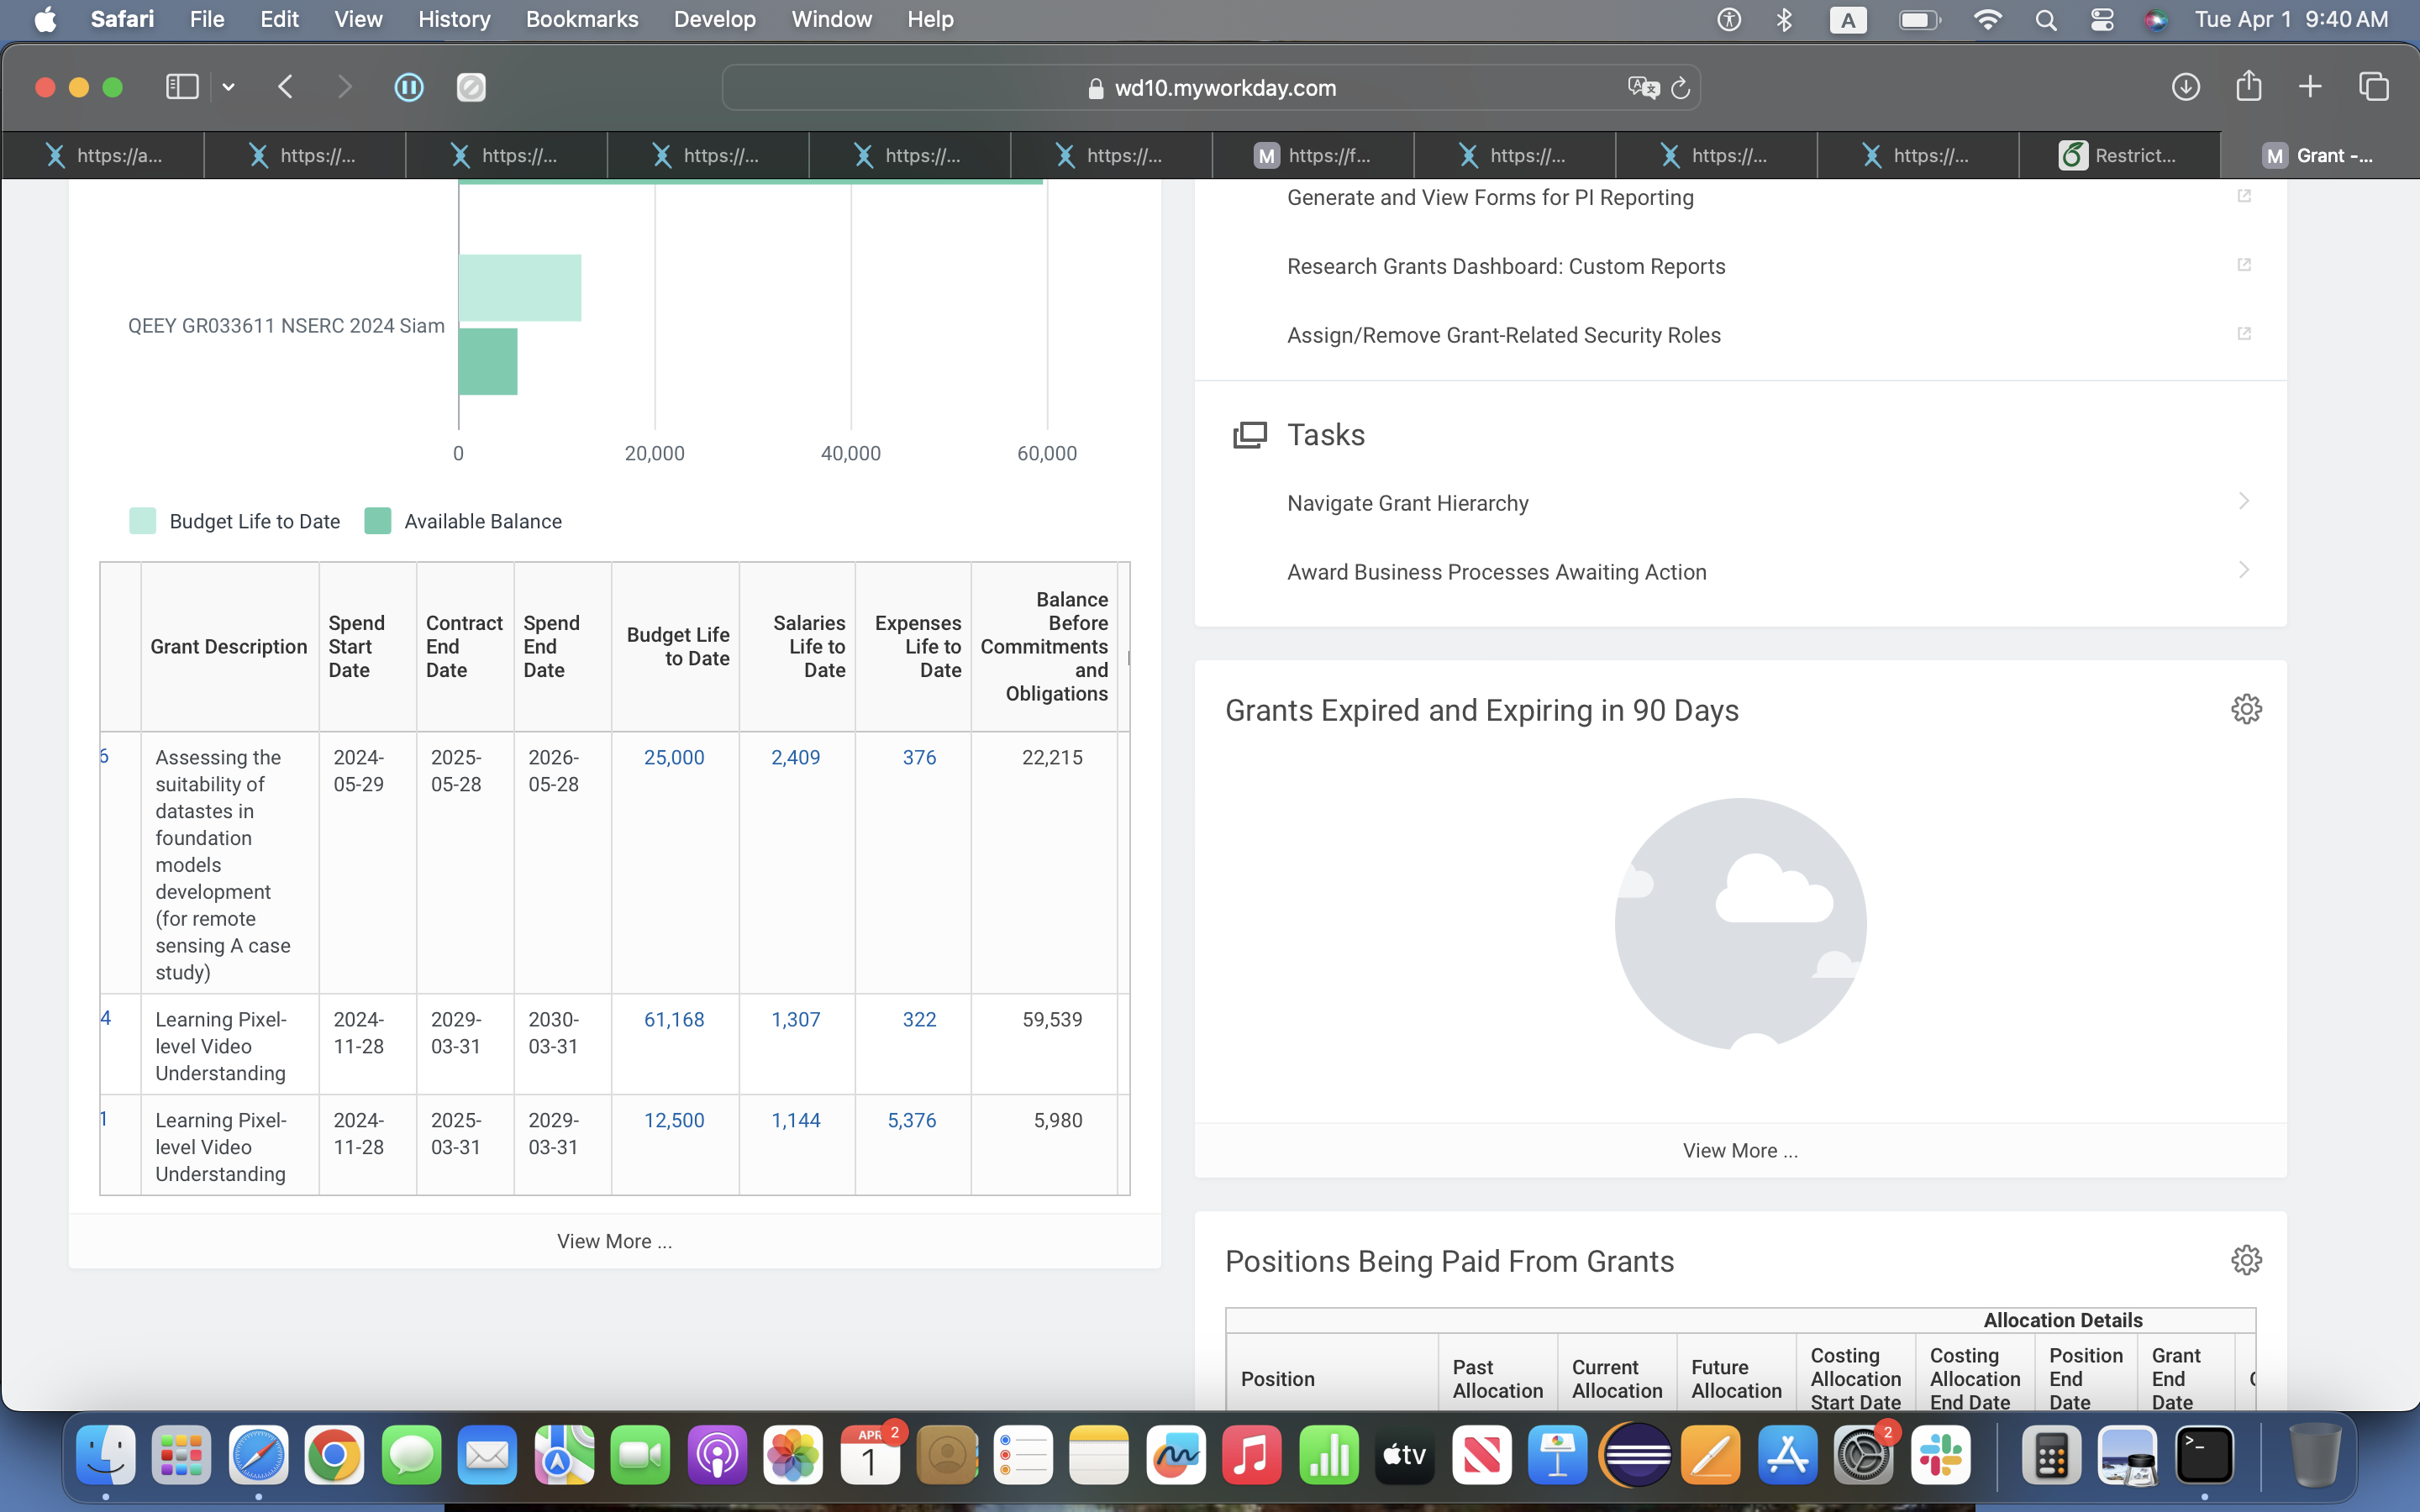 Safari File Edit View History Bookmarks Develop Window Help A Tue Apr 1 9:40 AM
wd10.myworkday.com
https://a... https://... https://... https://... https://... https://... M https://f... https://... https://... https://... Restrict... M Grant -...
QEEY GR033611 NSERC 2024 Siam
0 20,000 40,000 60,000
Budget Life to Date Available Balance
Grant Description
Spend
Start
Date
Contract
End
Date
Spend
End
Date
Budget Life
to Date
Salaries
Life to
Date
Expenses
Life to
Date
Balance
Before
Commitments
and
Obligations
6
Assessing the
suitability of
datastes in
foundation
models
development
(for remote
sensing A case
study)
2024-
05-29
2025-
05-28
2026-
05-28
25,000
2,409
376
22,215
4
Learning Pixel-
level Video
Understanding
2024-
11-28
2029-
03-31
2030-
03-31
61,168
1,307
322
59,539
1
Learning Pixel-
level Video
Understanding
2024-
11-28
2025-
03-31
2029-
03-31
12,500
1,144
5,376
5,980
View More ...
Generate and View Forms for PI Reporting
Research Grants Dashboard: Custom Reports
Assign/Remove Grant-Related Security Roles
Tasks
Navigate Grant Hierarchy
Award Business Processes Awaiting Action
Grants Expired and Expiring in 90 Days
View More ...
Positions Being Paid From Grants
Allocation Details
Position
Past
Allocation
Current
Allocation
Future
Allocation
Costing
Allocation
Start Date
Costing
Allocation
End Date
Position
End
Date
Grant
End
Date
APR 2
1
tv
2
>_